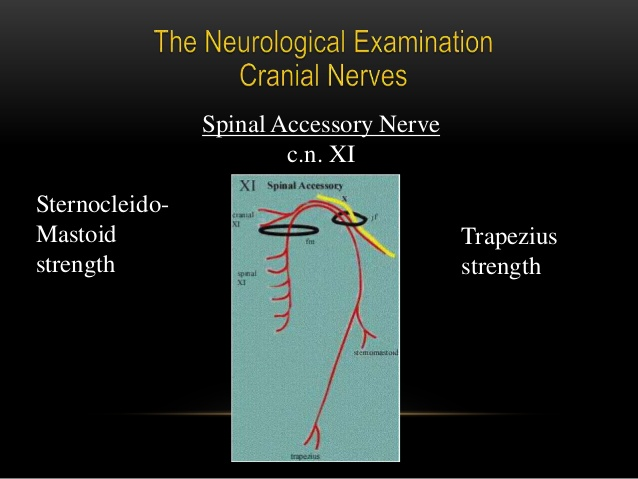 The Neurological Examination
Cranial Nerves
Spinal Accessory Nerve
c.n. XI
Sternocleido-
Mastoid
strength
XI Spinal Accessory
X
cranial
XI
jf
fm
spinal
XI
sternomastoid
trapezius
Trapezius
strength